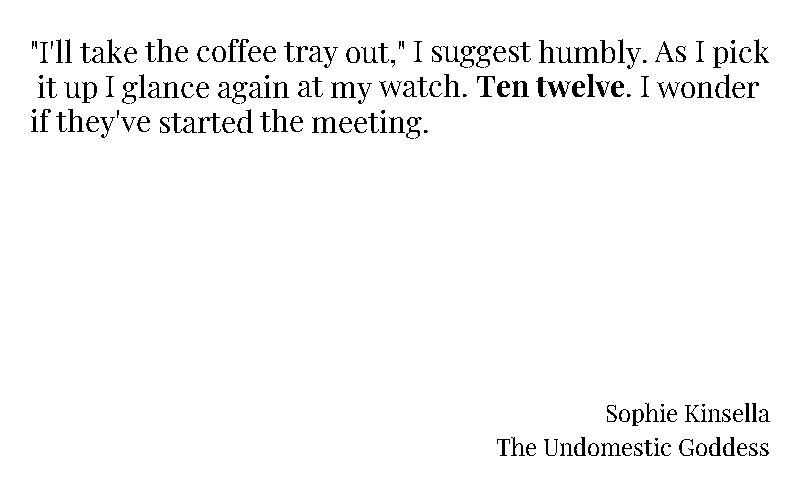 "I'll take the coffee tray out," I suggest humbly. As I pick
it up I glance again at my watch. Ten twelve. I wonder
if they've started the meeting.
Sophie Kinsella
The Undomestic Goddess